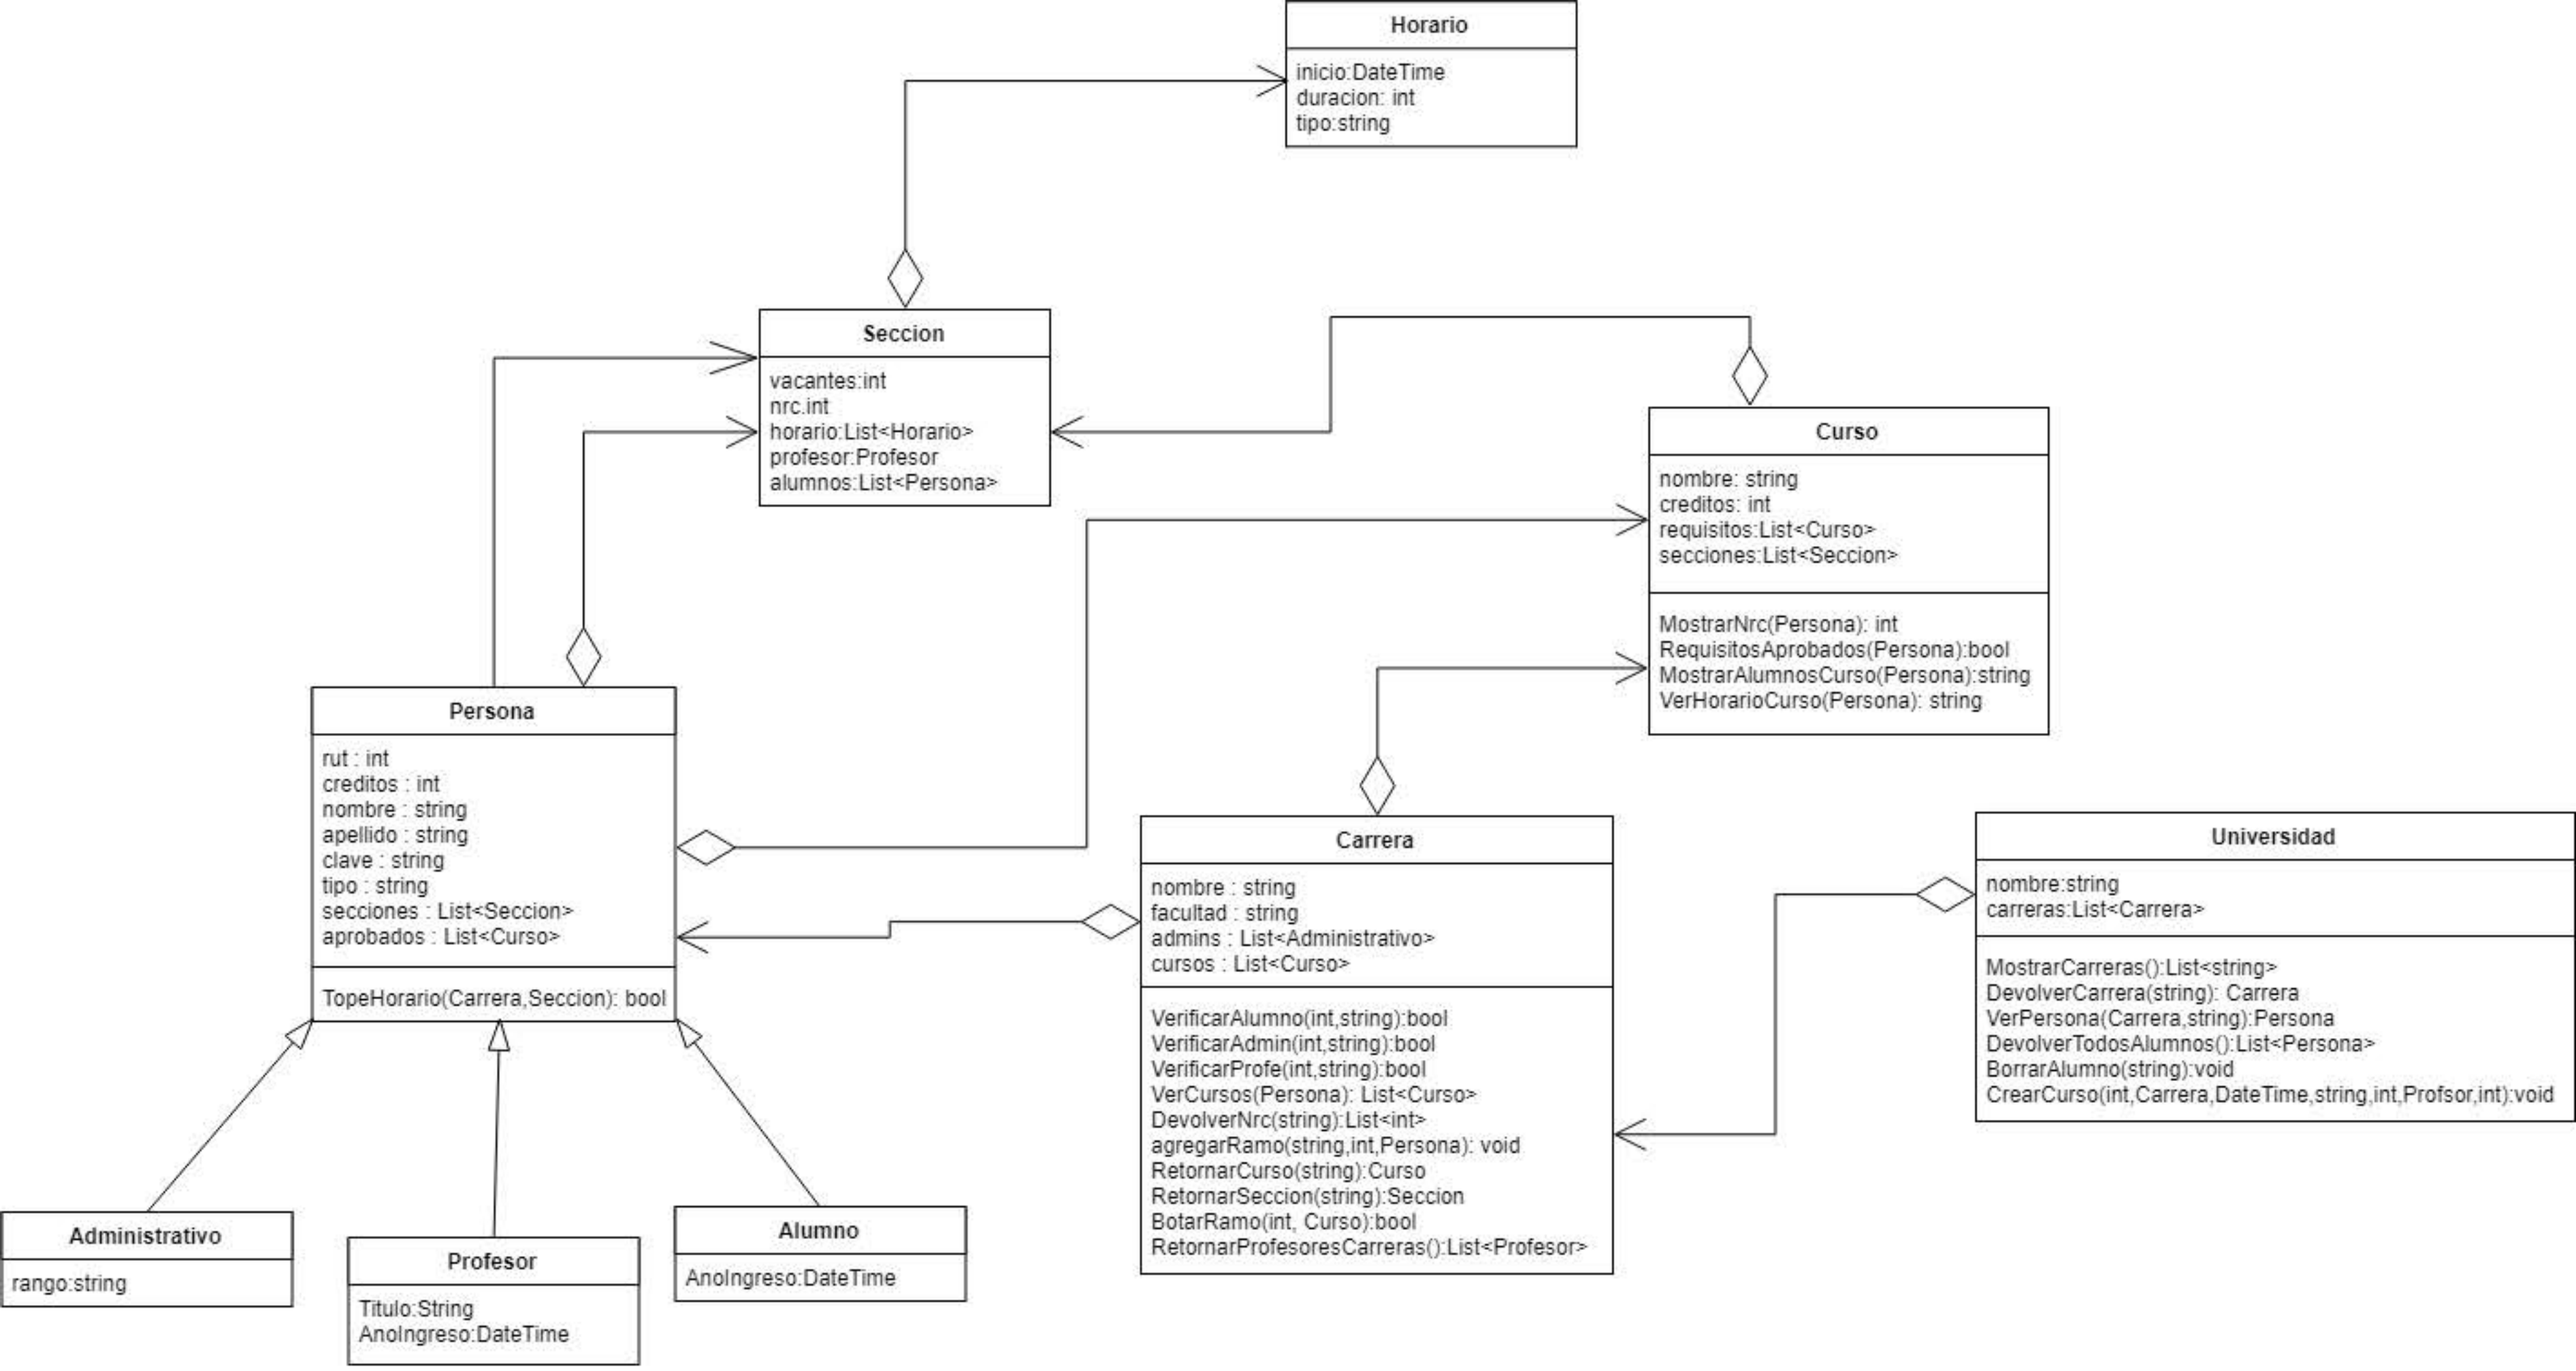 Horario
inicio:DateTime
duracion: int
tipo:string
Seccion
vacantes:int
nrc.int
horario:List<Horario>
profesor:Profesor
alumnos:List<Persona>
Curso
nombre: string
creditos: int
requisitos:List<Curso>
secciones:List<Seccion>
MostrarNrc(Persona): int
RequisitosAprobados(Persona):bool
MostrarAlumnosCurso(Persona):string
VerHorarioCurso(Persona): string
Persona
rut : int
creditos : int
nombre : string
apellido : string
clave : string
tipo : string
secciones : List<Seccion>
aprobados : List<Curso>
TopeHorario(Carrera,Seccion): bool
Carrera
nombre : string
facultad : string
admins : List<Administrativo>
cursos : List<Curso>
VerificarAlumno(int,string):bool
VerificarAdmin(int,string):bool
VerificarProfe(int,string):bool
VerCursos(Persona): List<Curso>
DevolverNrc(string):List<int>
agregarRamo(string,int,Persona): void
RetornarCurso(string):Curso
RetornarSeccion(string):Seccion
BotarRamo(int, Curso):bool
RetornarProfesoresCarreras():List<Profesor>
Universidad
nombre:string
carreras:List<Carrera>
MostrarCarreras():List<string>
DevolverCarrera(string): Carrera
VerPersona(Carrera,string):Persona
DevolverTodosAlumnos():List<Persona>
BorrarAlumno(string):void
CrearCurso(int,Carrera,DateTime,string,int,Profsor,int):void
Administrativo
rango:string
Profesor
Titulo:String
AnoIngreso:DateTime
Alumno
AnoIngreso:DateTime